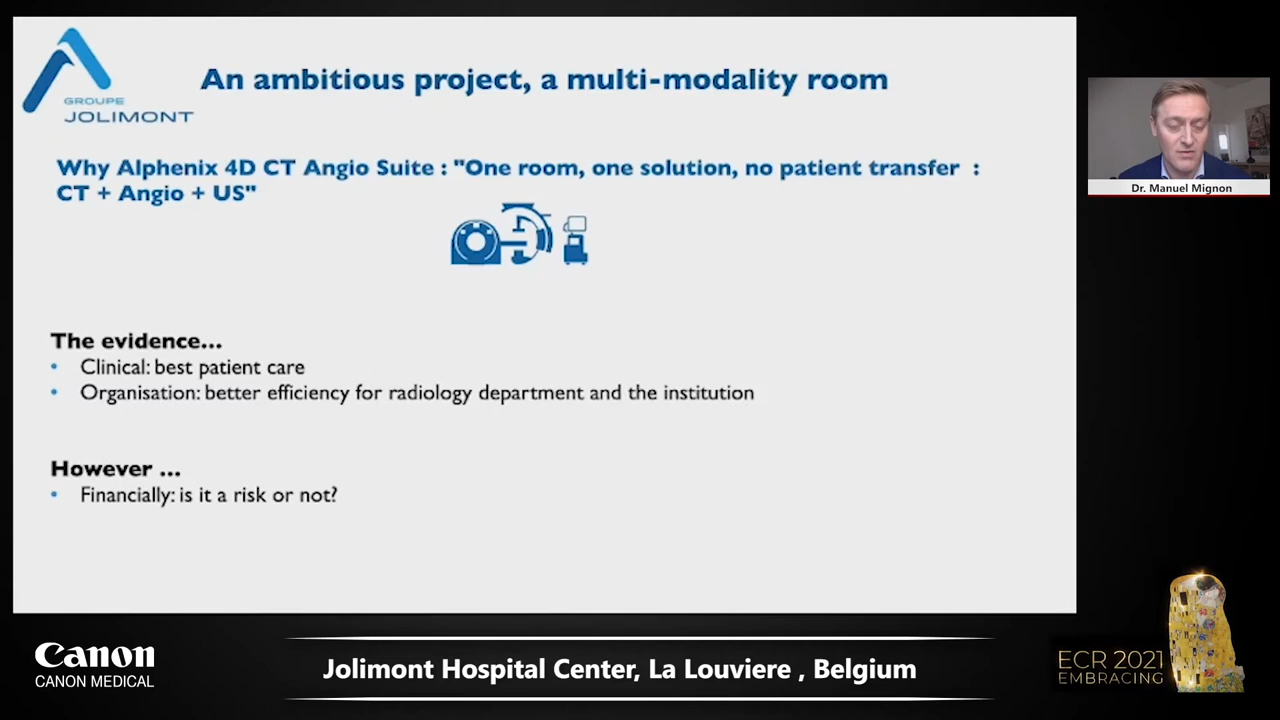 GROUPE
JOLIMONT
An ambitious project, a multi-modality room
Why Alphenix 4D CT Angio Suite : "One room, one solution, no patient transfer :
CT + Angio + US"
The evidence...
• Clinical: best patient care
• Organisation: better efficiency for radiology department and the institution
However ...
• Financially: is it a risk or not?
Dr. Manuel Mignon
Canon
CANON MEDICAL
Jolimont Hospital Center, La Louviere , Belgium
ECR 2021
EMBRACING